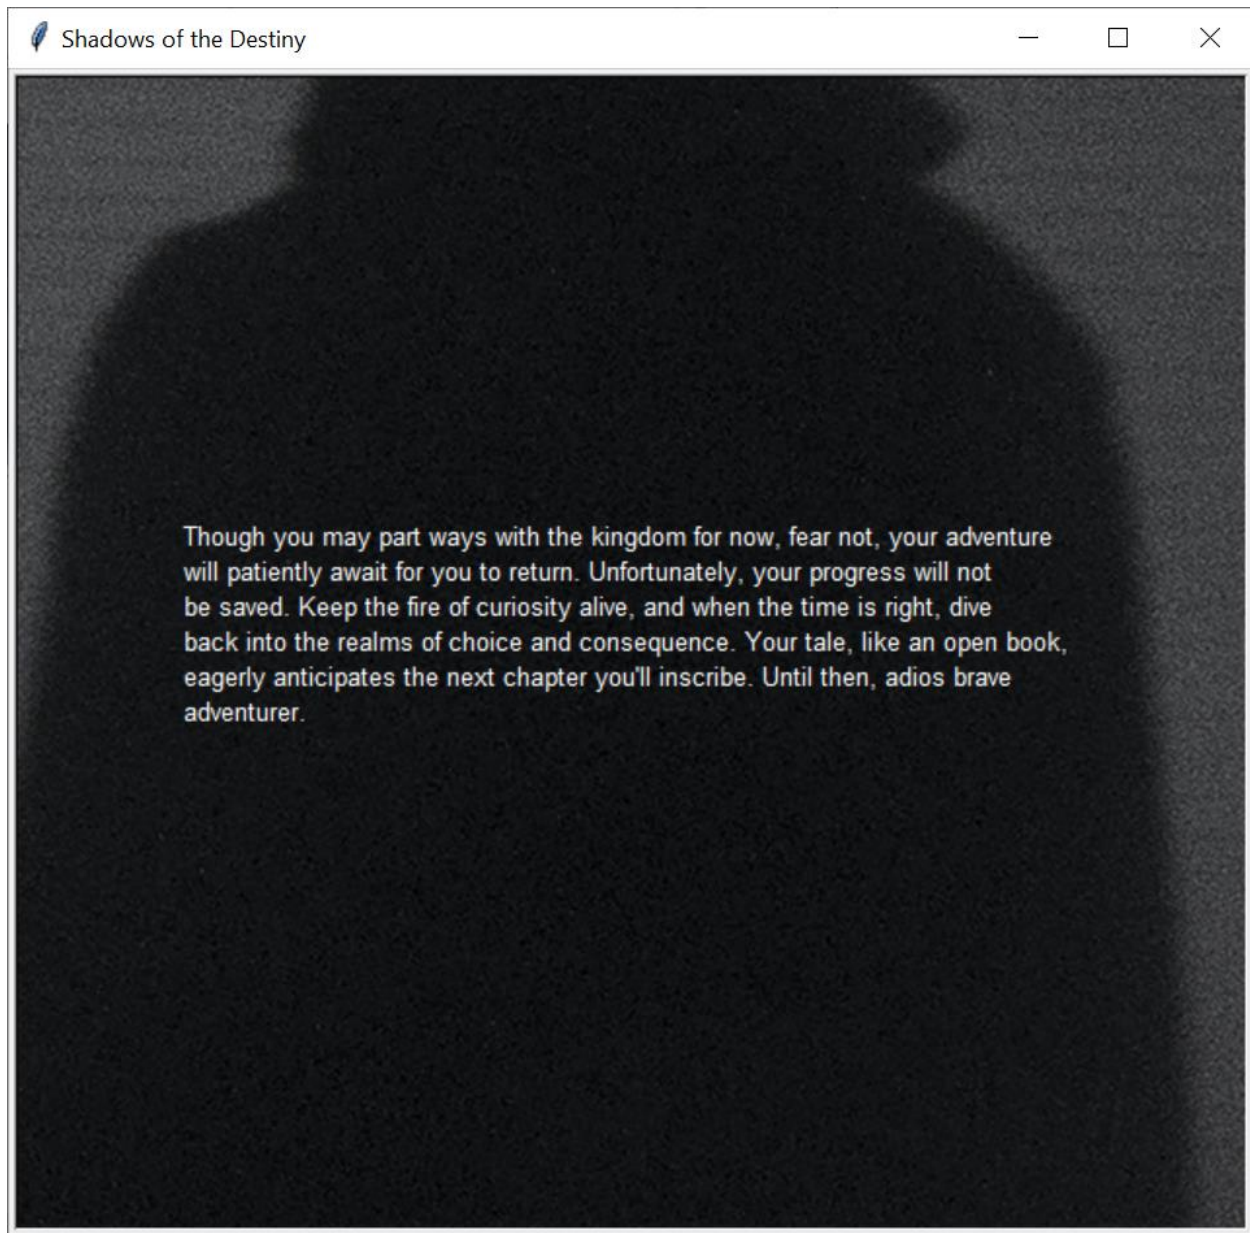 Shadows of the Destiny
Though you may part ways with the kingdom for now, fear not, your adventure
will patiently await for you to return. Unfortunately, your progress will not
be saved. Keep the fire of curiosity alive, and when the time is right, dive
back into the realms of choice and consequence. Your tale, like an open book,
eagerly anticipates the next chapter you'll inscribe. Until then, adios brave
adventurer.